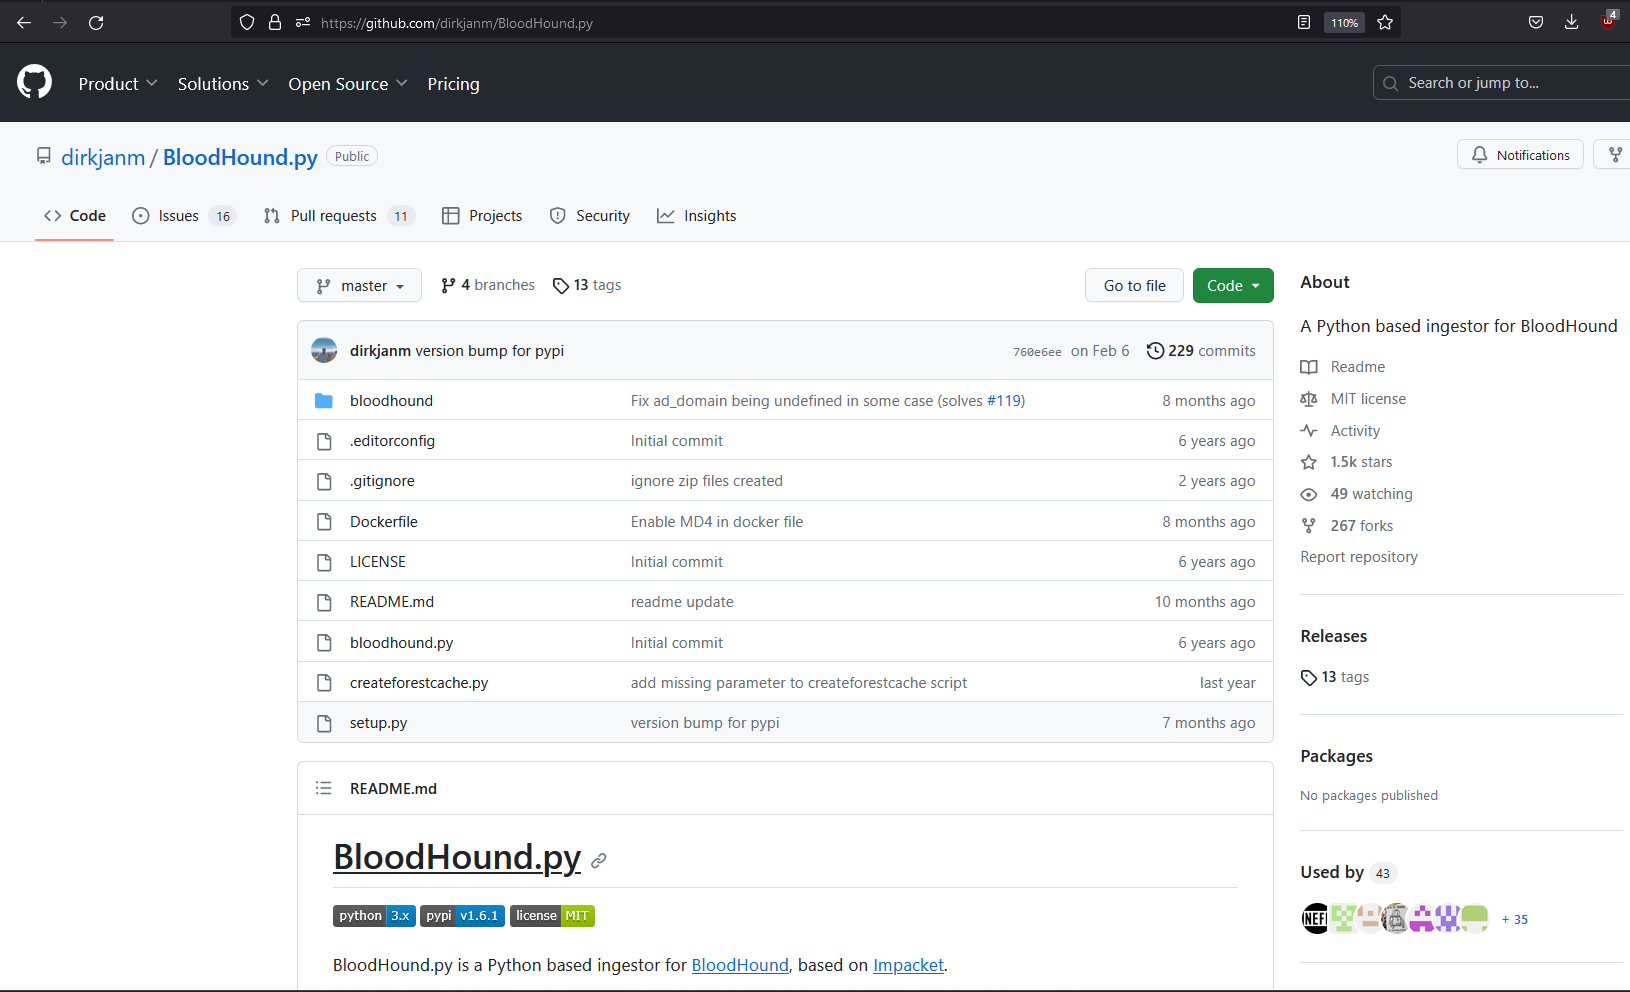 https://github.com/dirkjanm/BloodHound.py 110% 4
Product Solutions Open Source Pricing Search or jump to...
dirkjanm / BloodHound.py Public Notifications
Code Issues 16 Pull requests 11 Projects Security Insights
master 4 branches 13 tags Go to file Code
dirkjanm version bump for pypi 760e6ee on Feb 6 229 commits
bloodhound Fix ad_domain being undefined in some case (solves #119) 8 months ago
.editorconfig Initial commit 6 years ago
.gitignore ignore zip files created 2 years ago
Dockerfile Enable MD4 in docker file 8 months ago
LICENSE Initial commit 6 years ago
README.md readme update 10 months ago
bloodhound.py Initial commit 6 years ago
createforestcache.py add missing parameter to createforestcache script last year
setup.py version bump for pypi 7 months ago
README.md
BloodHound.py
python 3.x pypi v1.6.1 license MIT
BloodHound.py is a Python based ingestor for BloodHound, based on Impacket.
About
A Python based ingestor for BloodHound
Readme
MIT license
Activity
1.5k stars
49 watching
267 forks
Report repository
Releases
13 tags
Packages
No packages published
Used by 43
NEF
+ 35